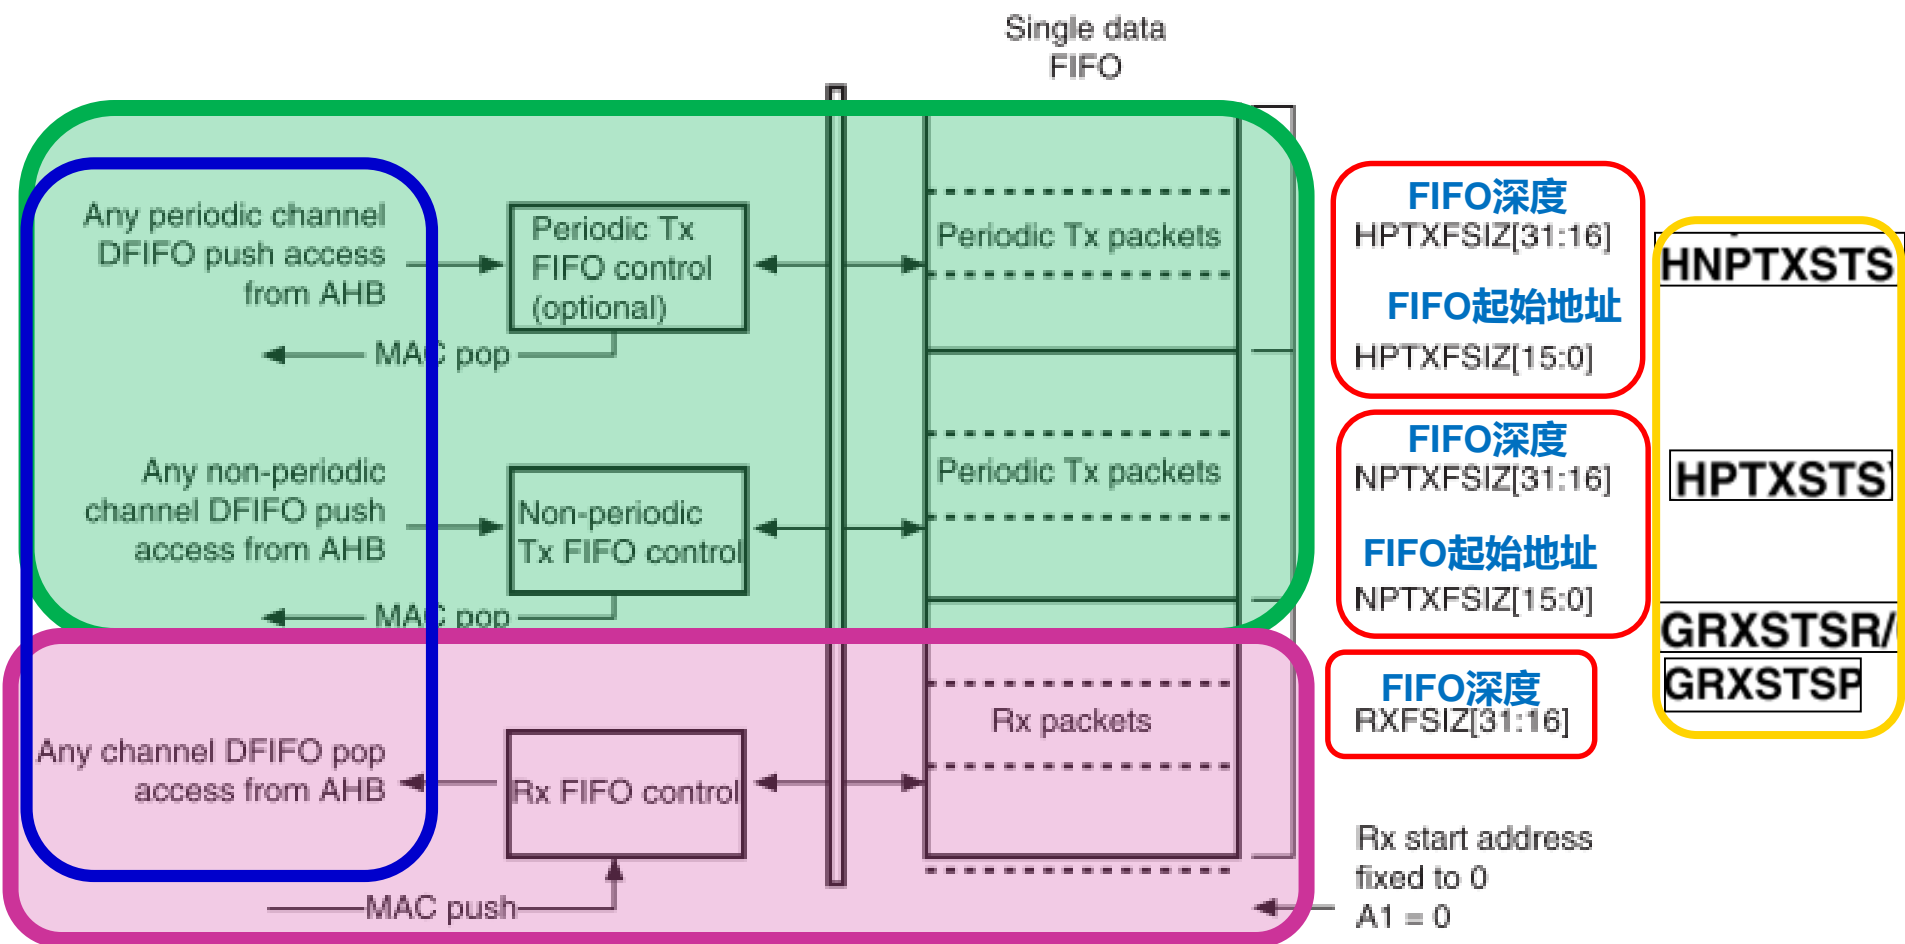 Single data
FIFO
Any periodic channel
DFIFO push access
from AHB
Periodic Tx
FIFO control
(optional)
MAC pop
Periodic Tx packets
FIFO深度
HPTXFSIZ[31:16]
FIFO起始地址
HPTXFSIZ[15:0]
HNPTXSTS
Any non-periodic
channel DFIFO push
access from AHB
Non-periodic
Tx FIFO control
MAC pop
Periodic Tx packets
FIFO深度
NPTXFSIZ[31:16]
FIFO起始地址
NPTXFSIZ[15:0]
HPTXSTS
Any channel DFIFO pop
access from AHB
Rx FIFO control
MAC push
Rx packets
FIFO深度
RXFSIZ[31:16]
GRXSTSR/
GRXSTSP
Rx start address
fixed to 0
A1 = 0